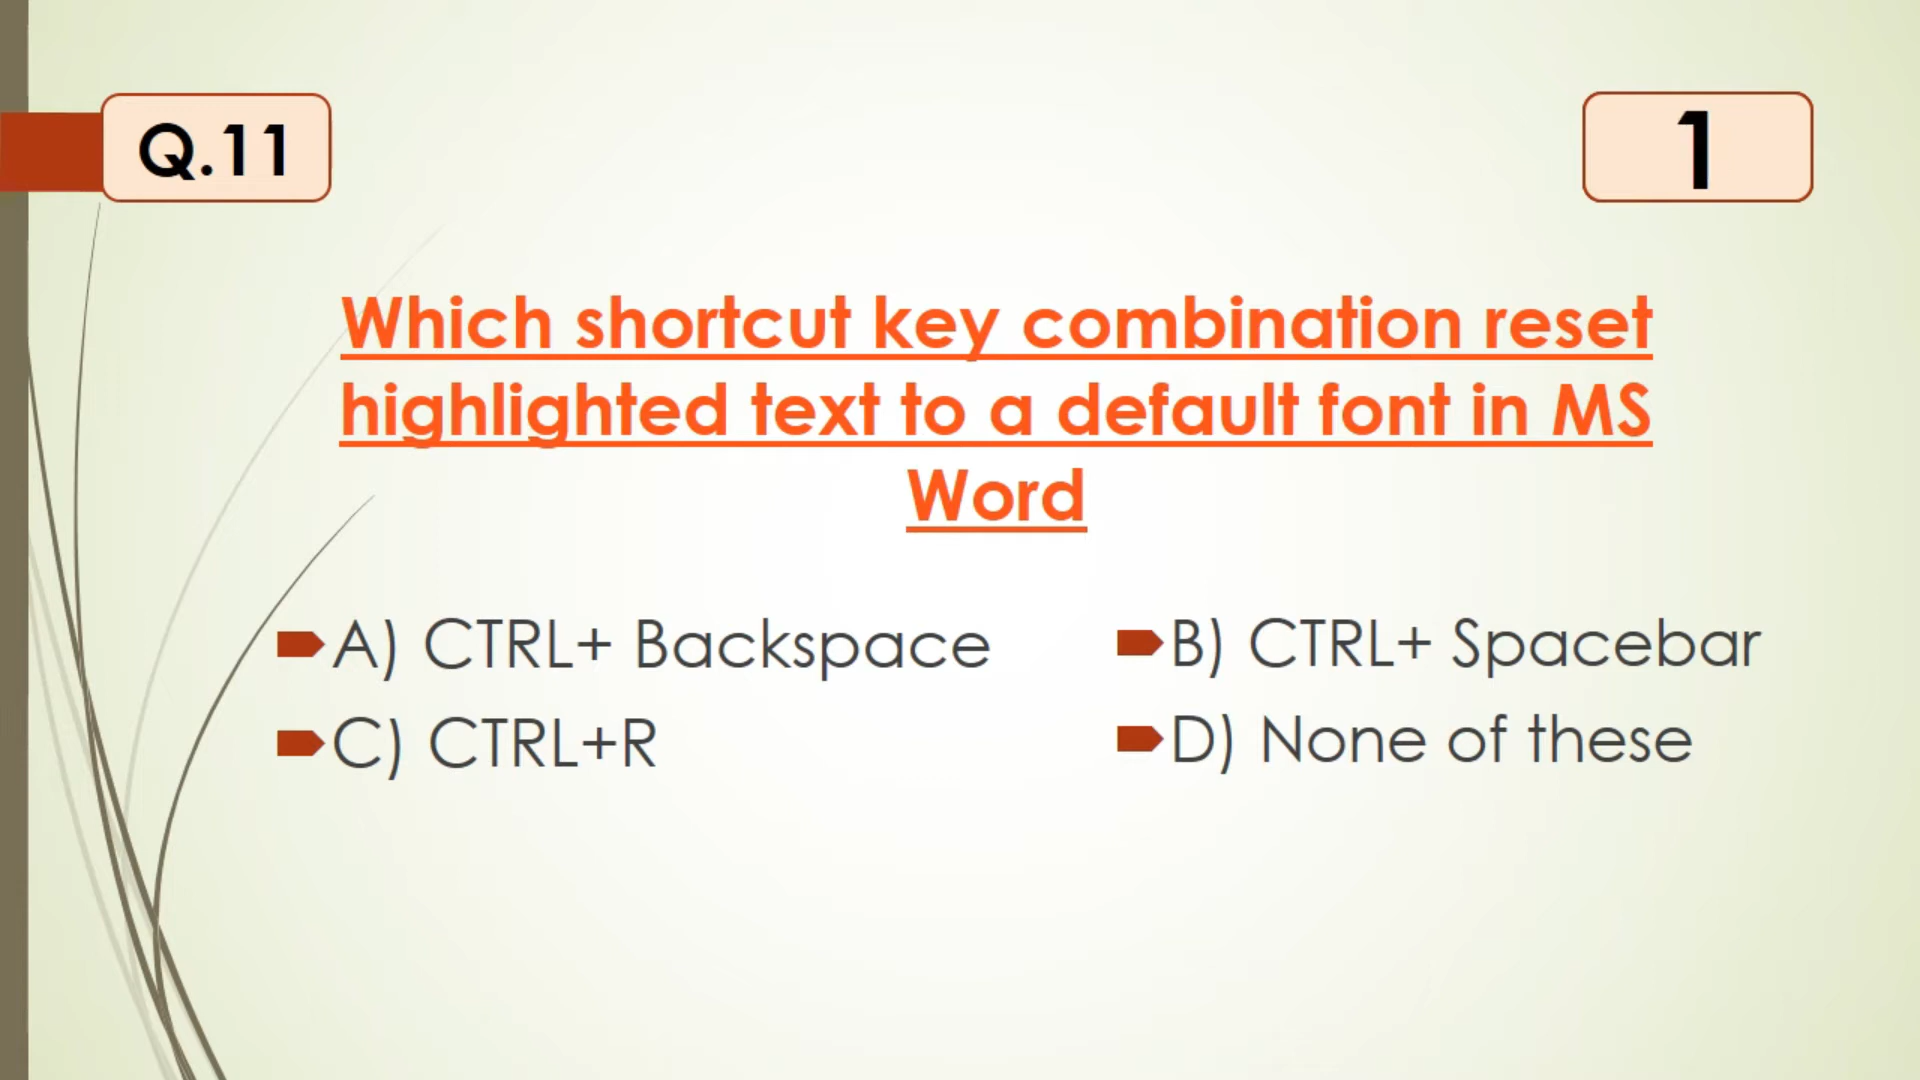 Q.11
1
Which shortcut key combination reset
highlighted text to a default font in MS
Word
A) CTRL+ Backspace
B) CTRL+ Spacebar
C) CTRL+R
D) None of these